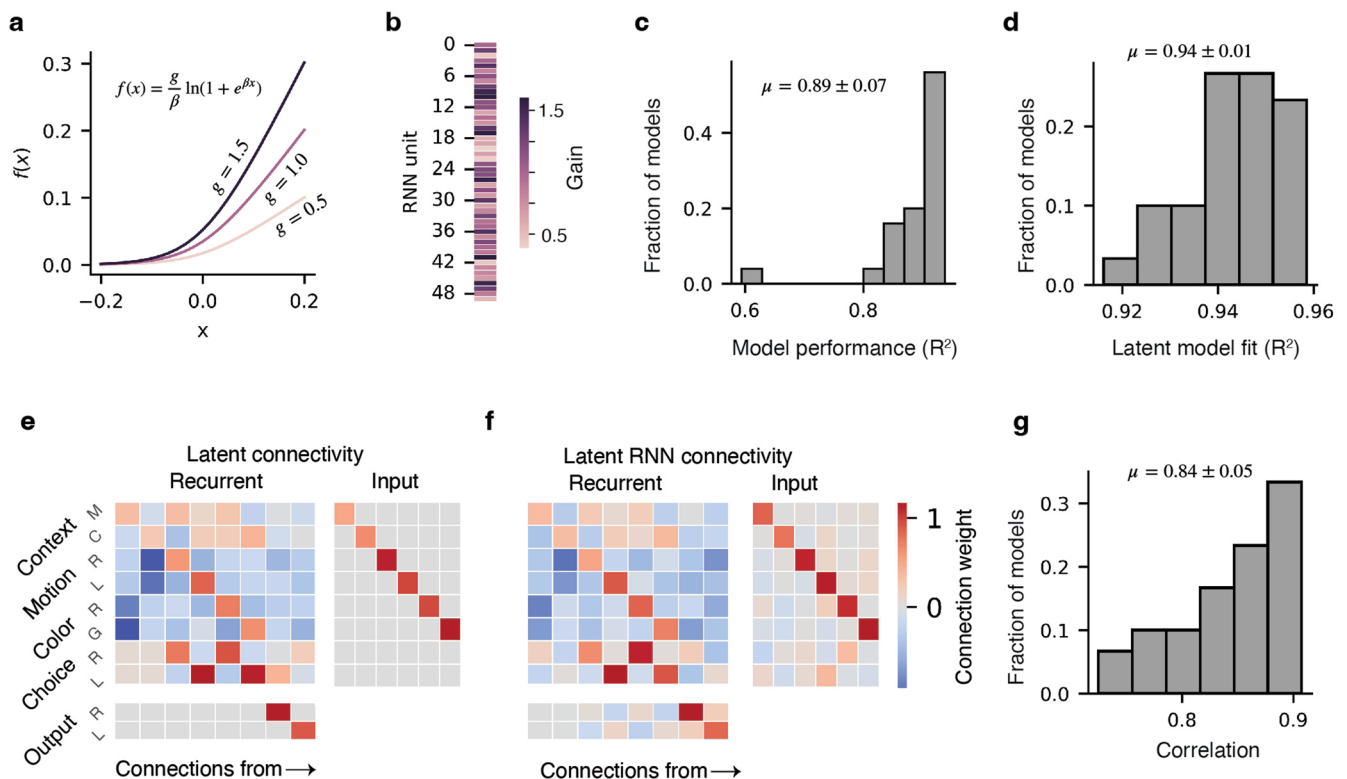 a
0.3
0.2
0.1
0.0
f(x)
f(x) = g/β ln(1 + e^{βx})
g = 1.5
g = 1.0
g = 0.5
−0.2
0.0
0.2
x
b
0
6
12
18
24
30
36
42
48
RNN unit
1.5
0.5
Gain
c
μ = 0.89 ± 0.07
0.4
0.2
0.0
Fraction of models
0.6
0.8
Model performance (R²)
d
μ = 0.94 ± 0.01
0.2
0.1
0.0
Fraction of models
0.92
0.94
0.96
Latent model fit (R²)
e
Latent connectivity
Recurrent
Input
Context
M
C
Motion
R
L
Color
R
G
Choice
R
L
Output
R
L
Connections from →
f
Latent RNN connectivity
Recurrent
Input
1
0
Connection weight
Connections from →
g
μ = 0.84 ± 0.05
0.3
0.2
0.1
0.0
Fraction of models
0.8
0.9
Correlation